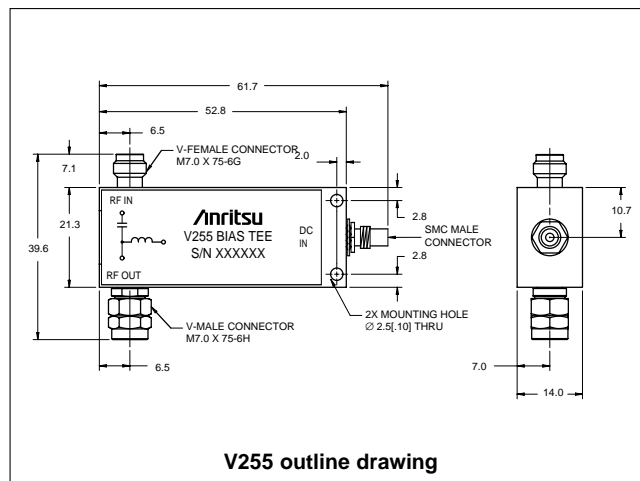 61.7
52.8
6.5
V-FEMALE CONNECTOR
M7.0 X 75-6G
2.0
7.1
RF IN
2.8
10.7
/inritsu
V255 BIAS TEE
S/N XXXXXX
DC
IN
SMC MALE
CONNECTOR
21.3
39.6
2.8
RF OUT
2X MOUNTING HOLE
Ø 2.5[.10] THRU
V-MALE CONNECTOR
M7.0 X 75-6H
6.5
7.0
14.0
V255 outline drawing